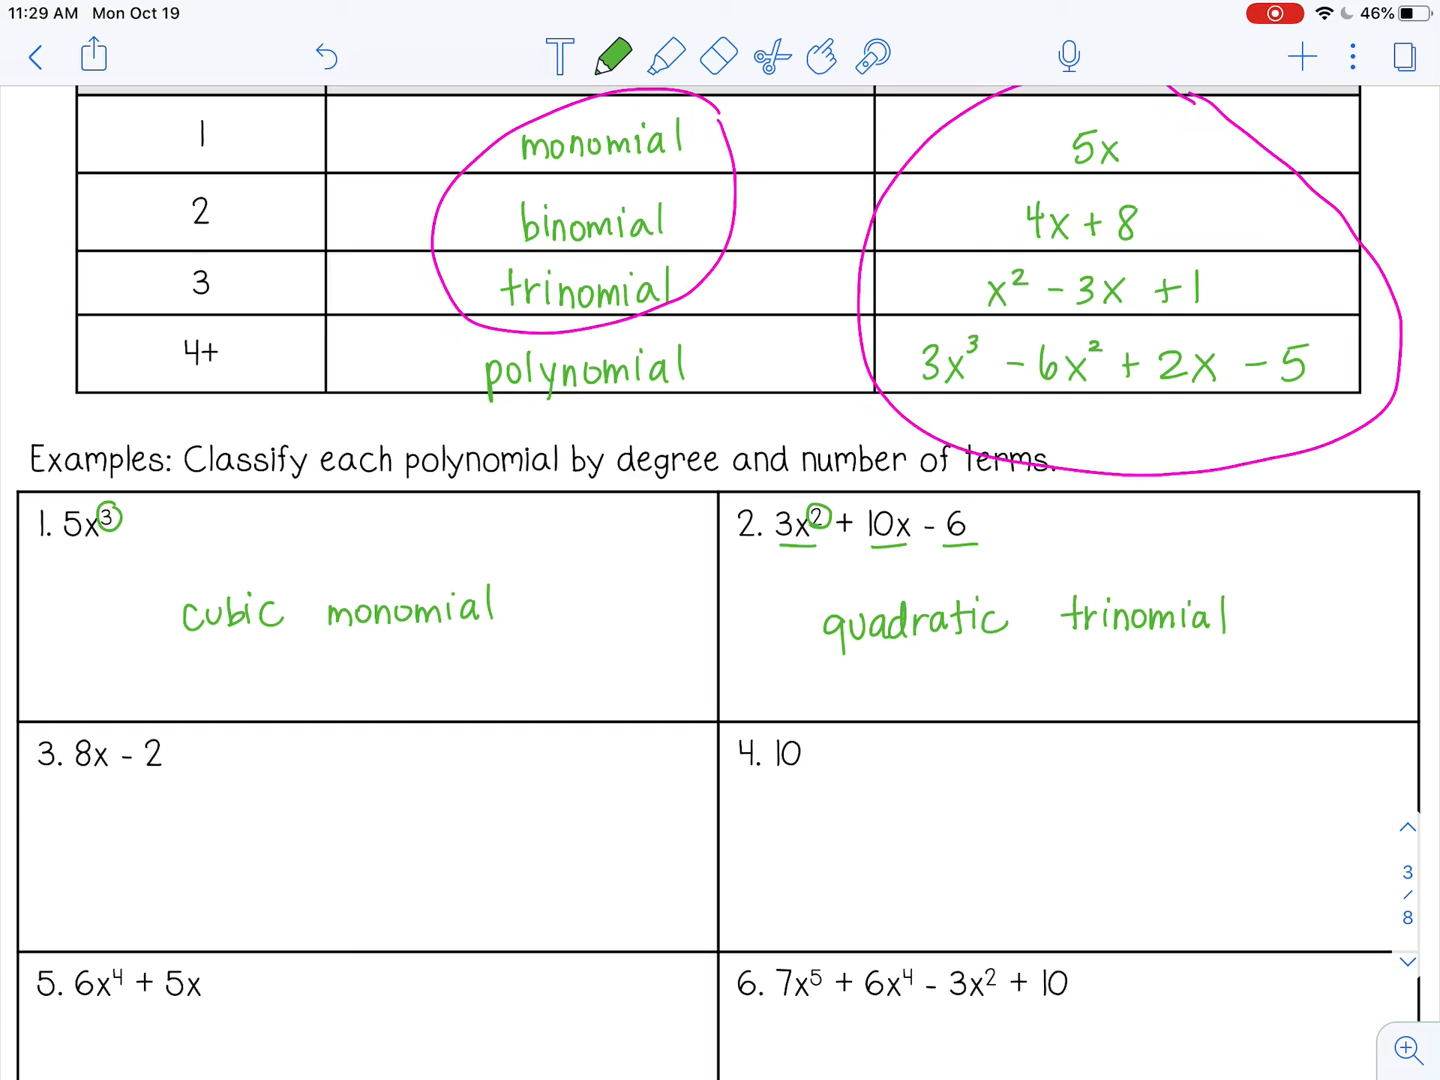 11:29 AM Mon Oct 19 46%
1 monomial 5x
2 binomial 4x + 8
3 trinomial x² - 3x + 1
4+ polynomial 3x³ - 6x² + 2x - 5
Examples: Classify each polynomial by degree and number of terms.
1. 5x³
cubic monomial
2. 3x² + 10x - 6
quadratic trinomial
3. 8x - 2
4. 10
5. 6x⁴ + 5x
6. 7x⁵ + 6x⁴ - 3x² + 10
3
/
8